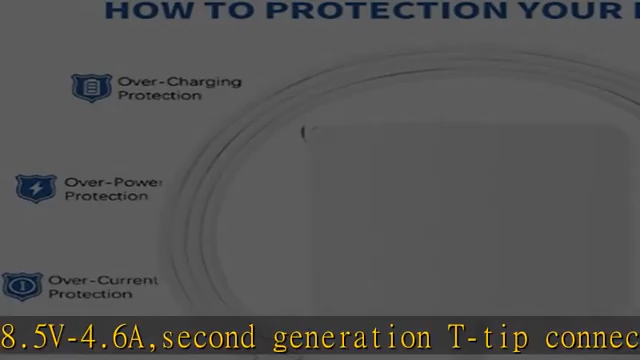 HOW TO PROTECTION YOUR
Over-Charging
Protection
Over-Power
Protection
Over-Current
Protection
8.5V-4.6A,second generation T-tip connec